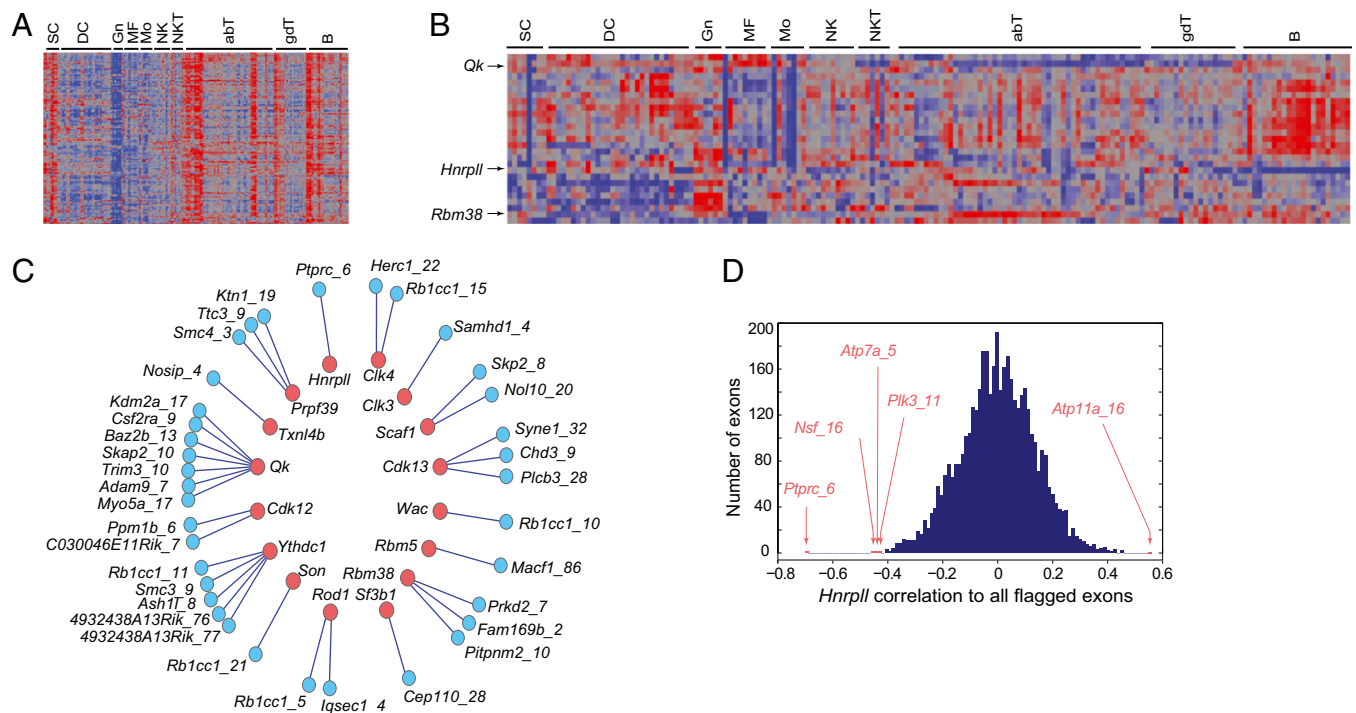 A
SC DC Gn MF Mo NK NKT abT gdT B
B
SC DC Gn MF Mo NK NKT abT gdT B
Qk
Hnrpll
Rbm38
C
Ptprc_6
Herc1_22
Rb1cc1_15
Ktn1_19
Ttc3_9
Smc4_3
Samhd1_4
Skp2_8
Nol10_20
Nosip_4
Hnrpll
Clk4
Prpf39
Clk3
Txnl4b
Scaf1
Kdm2a_17
Csf2ra_9
Baz2b_13
Skap2_10
Trim3_10
Adam9_7
Myo5a_17
Qk
Cdk13
Syne1_32
Chd3_9
Plcb3_28
Ppm1b_6
C030046E11Rik_7
Cdk12
Wac
Rb1cc1_10
Ythdc1
Rbm5
Macf1_86
Rb1cc1_11
Smc3_9
Ash1l_8
4932438A13Rik_76
4932438A13Rik_77
Son
Rod1
Rbm38
Sf3b1
Prkd2_7
Fam169b_2
Pitpnm2_10
Rb1cc1_21
Rb1cc1_5
Iqsec1_4
Cep110_28
D
200
160
120
80
40
0
Number of exons
Atp7a_5
Plk3_11
Nsf_16
Atp11a_16
Ptprc_6
−0.8 −0.6 −0.4 −0.2 0 0.2 0.4 0.6
Hnrpll correlation to all flagged exons